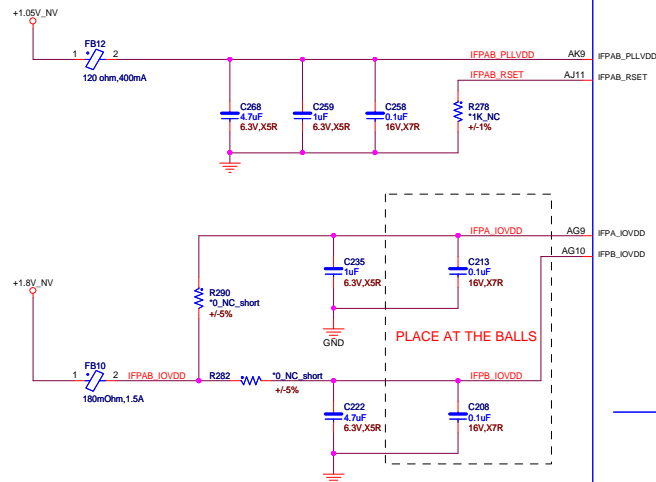 +1.05V_NV
FB12
1 2
120 ohm,400mA
IFPAB_PLLVDD
AK9
IFPAB_PLLVDD
IFPAB_RSET
AJ11
IFPAB_RSET
C268
4.7uF
6.3V,X5R
C259
1uF
6.3V,X5R
C258
0.1uF
16V,X7R
R278
*1K_NC
+/-1%
IFPA_IOVDD
AG9
IFPA_IOVDD
AG10
IFPB_IOVDD
C235
1uF
6.3V,X5R
C213
0.1uF
16V,X7R
+1.8V_NV
R290
*0_NC_short
+/-5%
GND
PLACE AT THE BALLS
FB10
1 2
180mOhm,1.5A
IFPAB_IOVDD
R282
*0_NC_short
+/-5%
IFPB_IOVDD
C222
4.7uF
6.3V,X5R
C208
0.1uF
16V,X7R